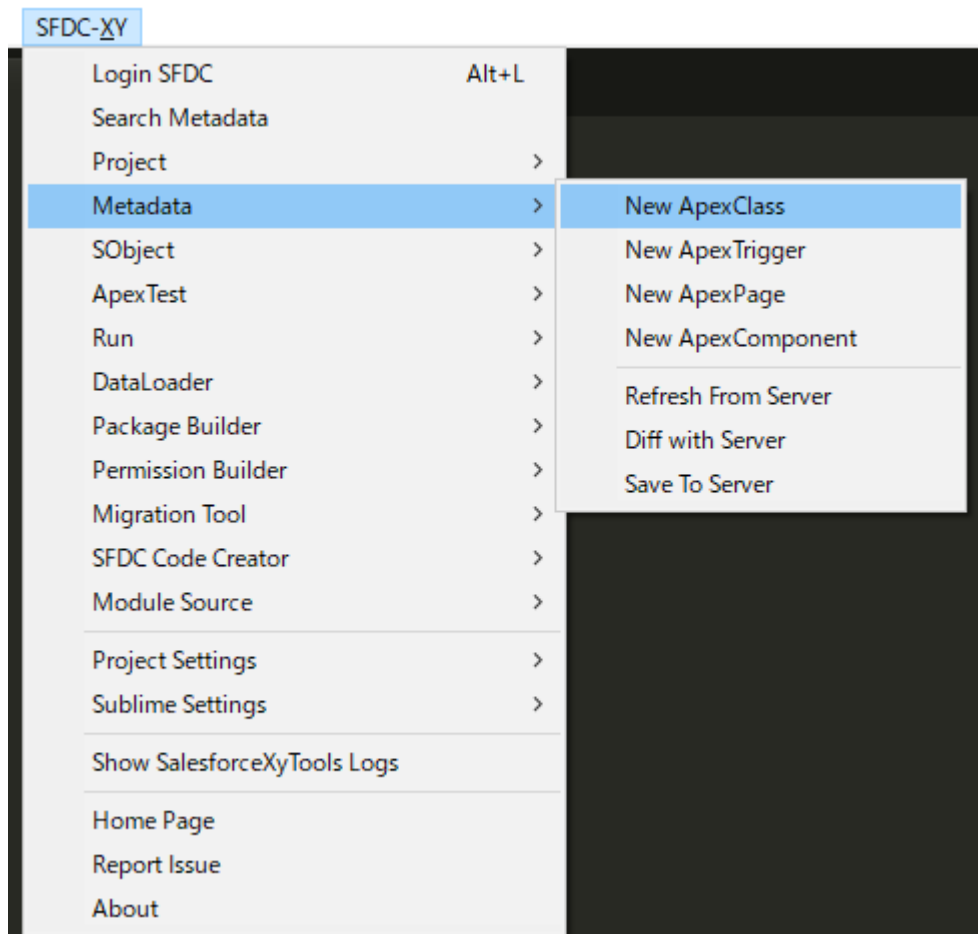 SFDC-XY
Login SFDC Alt+L
Search Metadata
Project
Metadata
SObject
ApexTest
Run
DataLoader
Package Builder
Permission Builder
Migration Tool
SFDC Code Creator
Module Source
Project Settings
Sublime Settings
Show SalesforceXyTools Logs
Home Page
Report Issue
About
New ApexClass
New ApexTrigger
New ApexPage
New ApexComponent
Refresh From Server
Diff with Server
Save To Server